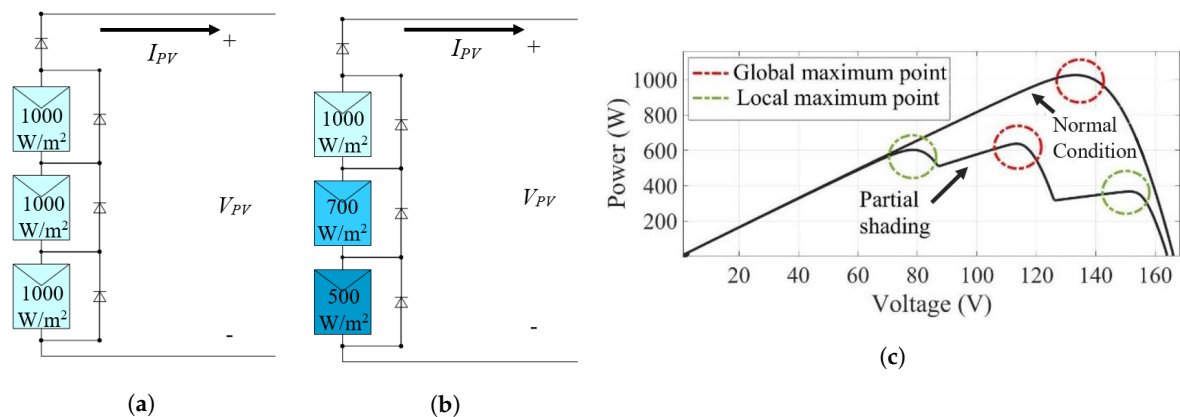 I_PV
+
1000
W/m²
1000
W/m²
1000
W/m²
V_PV
-
(a)
I_PV
+
1000
W/m²
700
W/m²
500
W/m²
V_PV
-
(b)
Global maximum point
Local maximum point
Normal
Condition
Partial
shading
Power (W)
1000
800
600
400
200
20
40
60
80
100
120
140
160
Voltage (V)
(c)